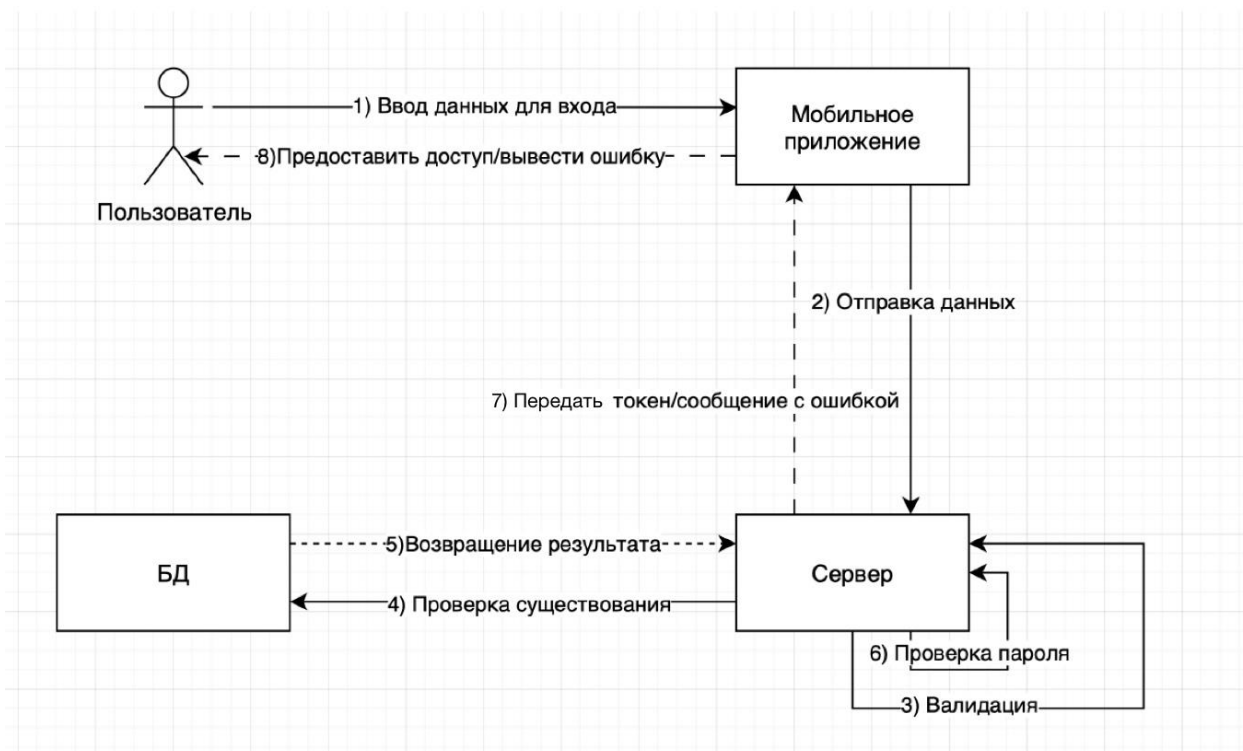 1) Ввод данных для входа
Мобильное
приложение
8)Предоставить доступ/вывести ошибку
Пользователь
2) Отправка данных
7) Передать токен/сообщение с ошибкой
5)Возвращение результата
БД
Сервер
4) Проверка существования
6) Проверка пароля
3) Валидация